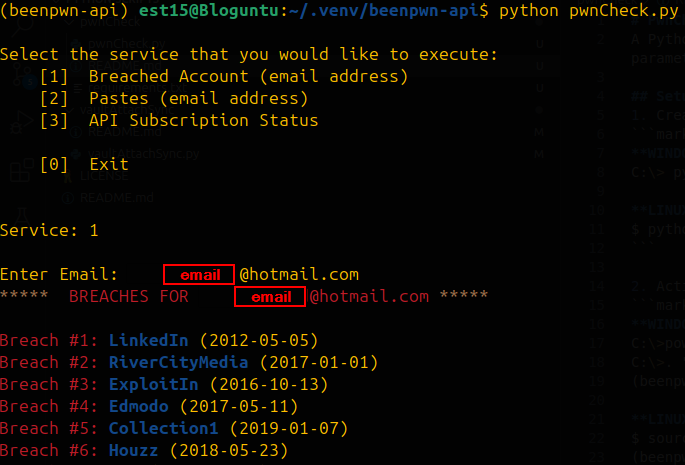 (beenpwn-api) est15@Bloguntu:~/.venv/beenpwn-api$ python pwnCheck.py
Select the service that you would like to execute:
[1] Breached Account (email address)
[2] Pastes (email address)
[3] API Subscription Status
[0] Exit
Service: 1
Enter Email: email @hotmail.com
***** BREACHES FOR email @hotmail.com *****
Breach #1: LinkedIn (2012-05-05)
Breach #2: RiverCityMedia (2017-01-01)
Breach #3: ExploitIn (2016-10-13)
Breach #4: Edmodo (2017-05-11)
Breach #5: Collection1 (2019-01-07)
Breach #6: Houzz (2018-05-23)